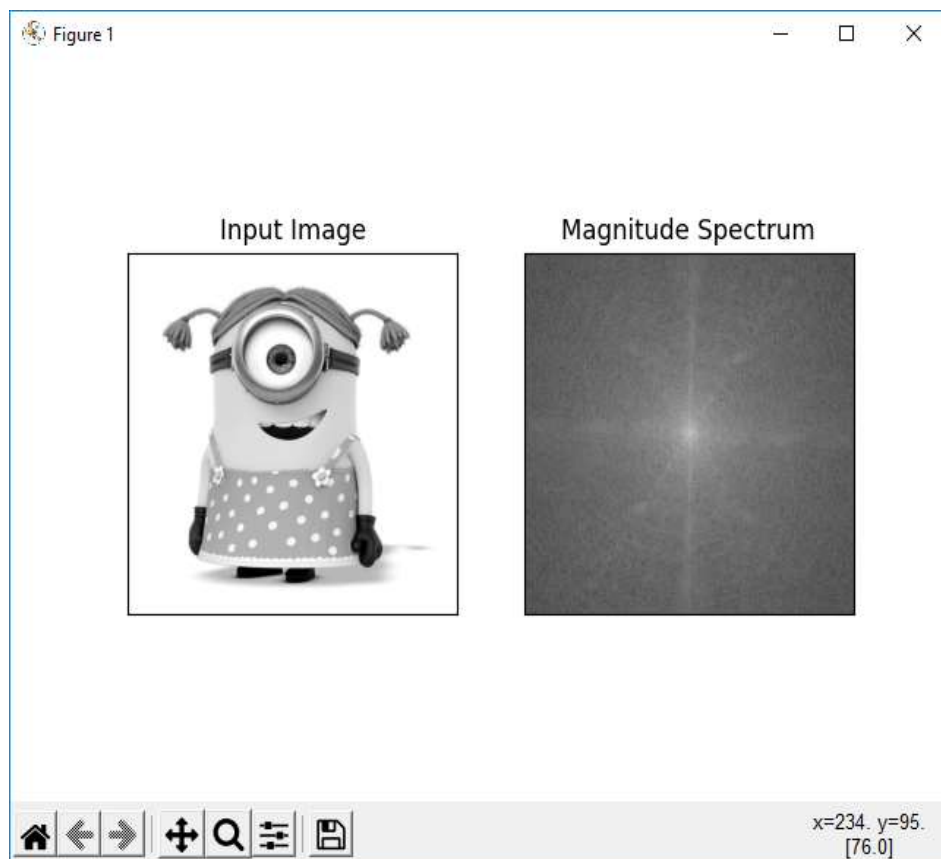 Figure 1
Input Image
Magnitude Spectrum
x=234. y=95.
[76.0]